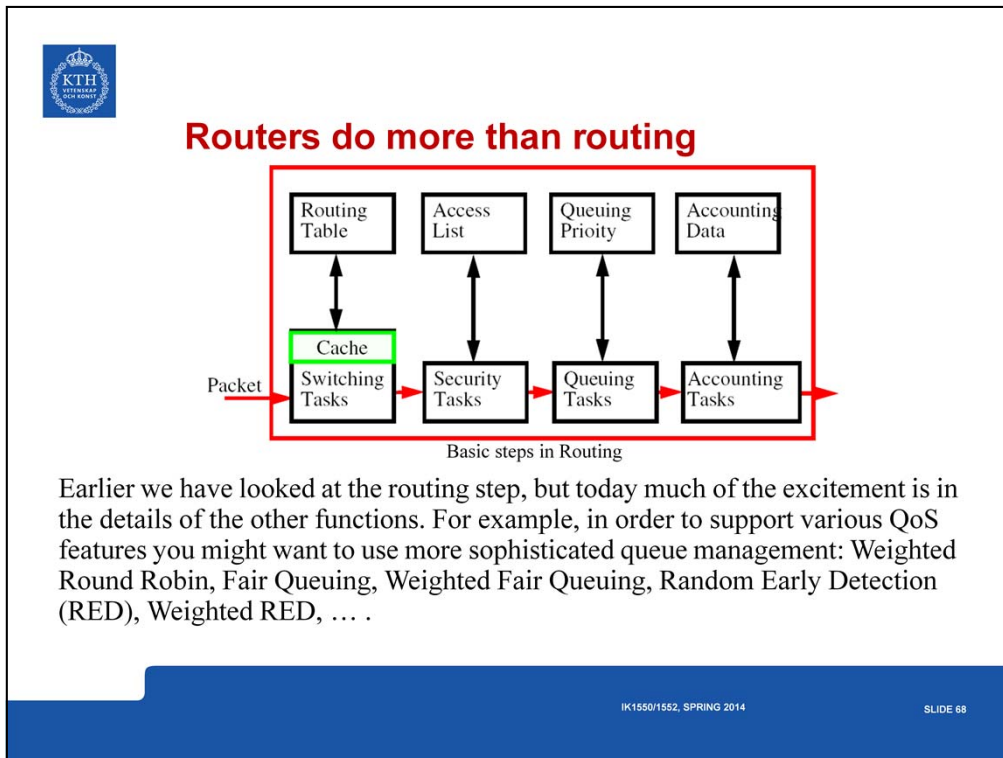 KTH
VETENSKAP
OCH KONST
Routers do more than routing
Routing
Table
Access
List
Queuing
Prioity
Accounting
Data
Cache
Packet
Switching
Tasks
Security
Tasks
Queuing
Tasks
Accounting
Tasks
Basic steps in Routing
Earlier we have looked at the routing step, but today much of the excitement is in
the details of the other functions. For example, in order to support various QoS
features you might want to use more sophisticated queue management: Weighted
Round Robin, Fair Queuing, Weighted Fair Queuing, Random Early Detection
(RED), Weighted RED, … .
IK1550/1552, SPRING 2014
SLIDE 68